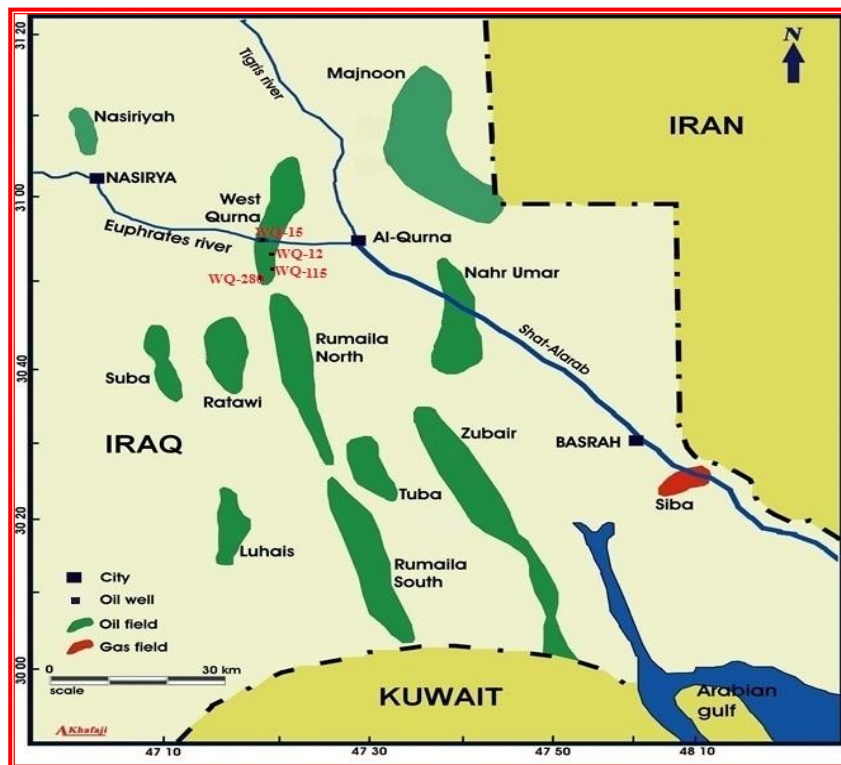 31 20
31 00
30 40
30 20
30 00
N
Tigris river
Majnoon
IRAN
Nasiriyah
NASIRYA
West
Qurna
WQ-15
Al-Qurna
Euphrates river
WQ-12
WQ-115
WQ-280
Nahr Umar
Rumaila
North
Shat-Alarab
Suba
Ratawi
IRAQ
Zubair
BASRAH
Tuba
Siba
Luhais
Rumaila
South
City
Oil well
Oil field
Gas field
0
30 km
scale
KUWAIT
Arabian
gulf
AKhafaji
47 10
47 30
47 50
48 10